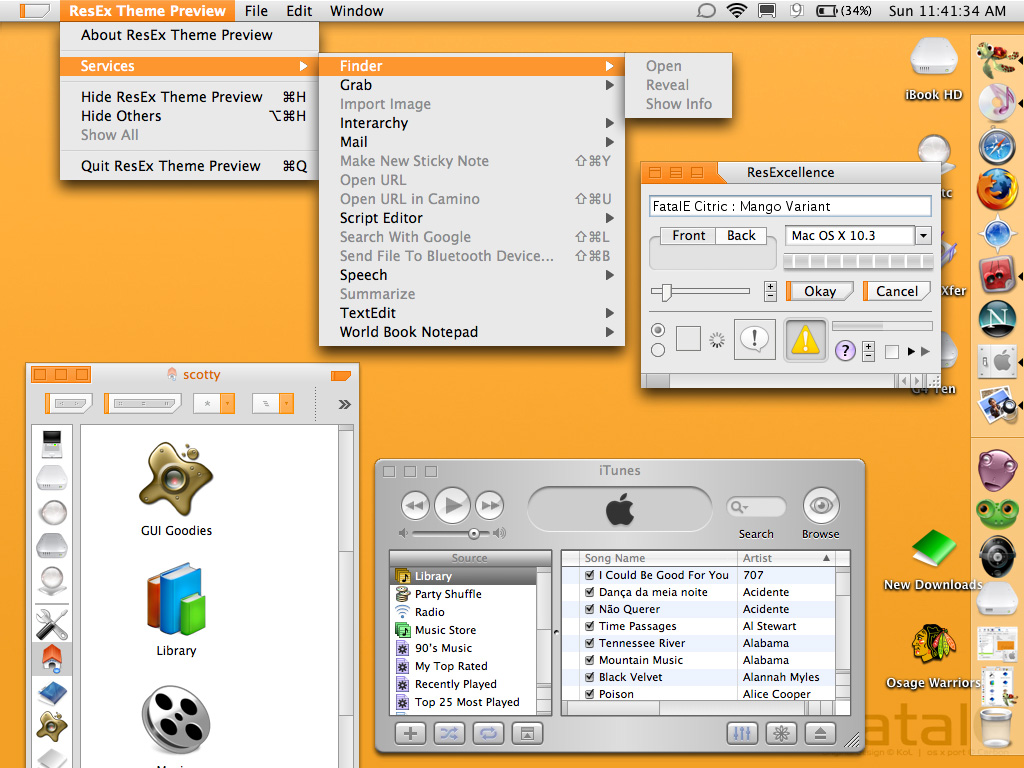 ResEx Theme Preview File Edit Window (34%) Sun 11:41:34 AM
About ResEx Theme Preview
Services
Hide ResEx Theme Preview ⌘H
Hide Others ⌥⌘H
Show All
Quit ResEx Theme Preview ⌘Q
Finder
Grab
Import Image
Interarchy
Mail
Make New Sticky Note ⇧⌘Y
Open URL
Open URL in Camino ⇧⌘U
Script Editor
Search With Google ⇧⌘L
Send File To Bluetooth Device... ⇧⌘B
Speech
Summarize
TextEdit
World Book Notepad
Open
Reveal
Show Info
iBook HD
ResExcellence
FatalE Citric : Mango Variant
Front Back Mac OS X 10.3
Okay Cancel
tc
Xfer
scotty
GUI Goodies
Library
iTunes
Search Browse
Source
Library
Party Shuffle
Radio
Music Store
90's Music
My Top Rated
Recently Played
Top 25 Most Played
Song Name Artist
I Could Be Good For You 707
Dança da meia noite Acidente
Não Querer Acidente
Time Passages Al Stewart
Tennessee River Alabama
Mountain Music Alabama
Black Velvet Alannah Myles
Poison Alice Cooper
New Downloads
Osage Warriors